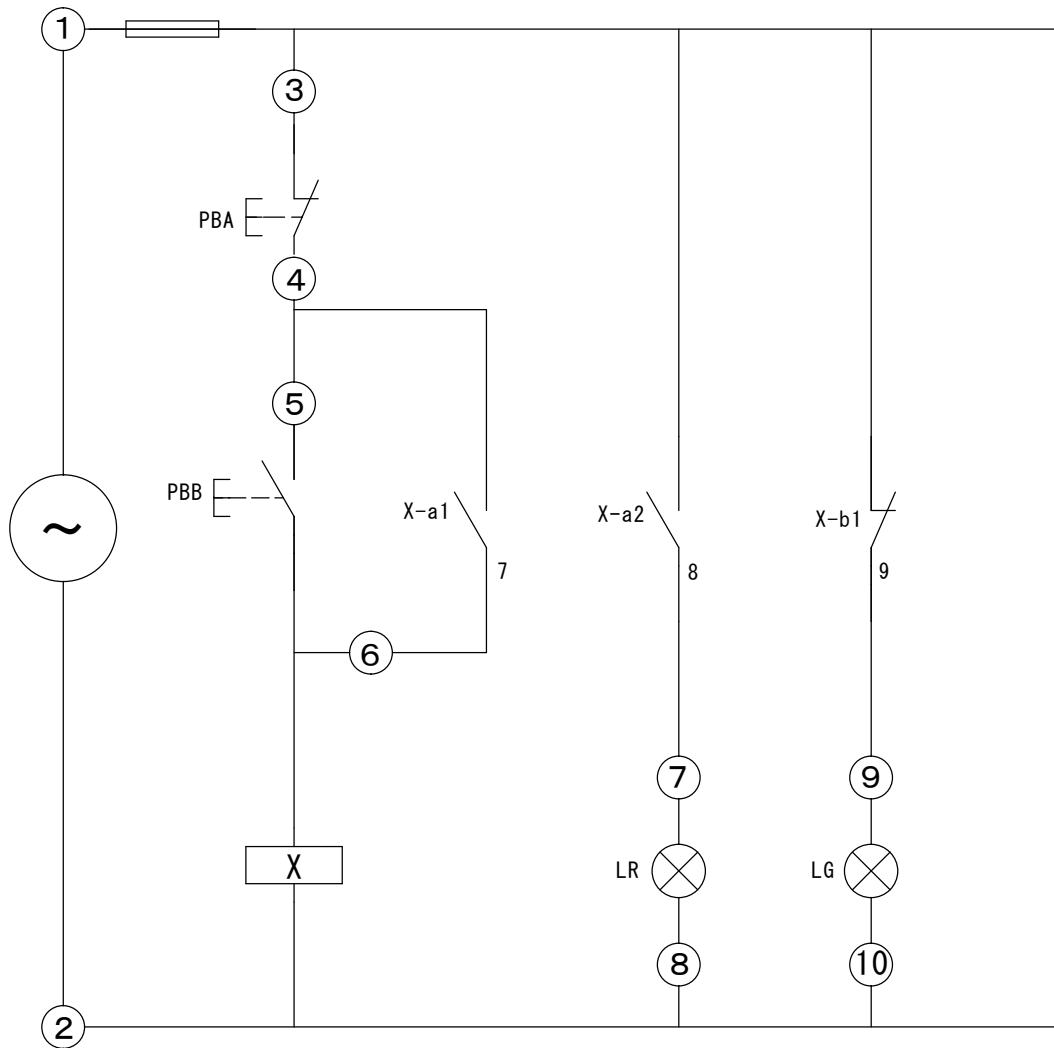 ①
③
PBA
④
⑤
PBB
X-a1
X-a2
X-b1
~
7
8
9
⑥
⑦
⑨
X
LR
LG
⑧
⑩
②